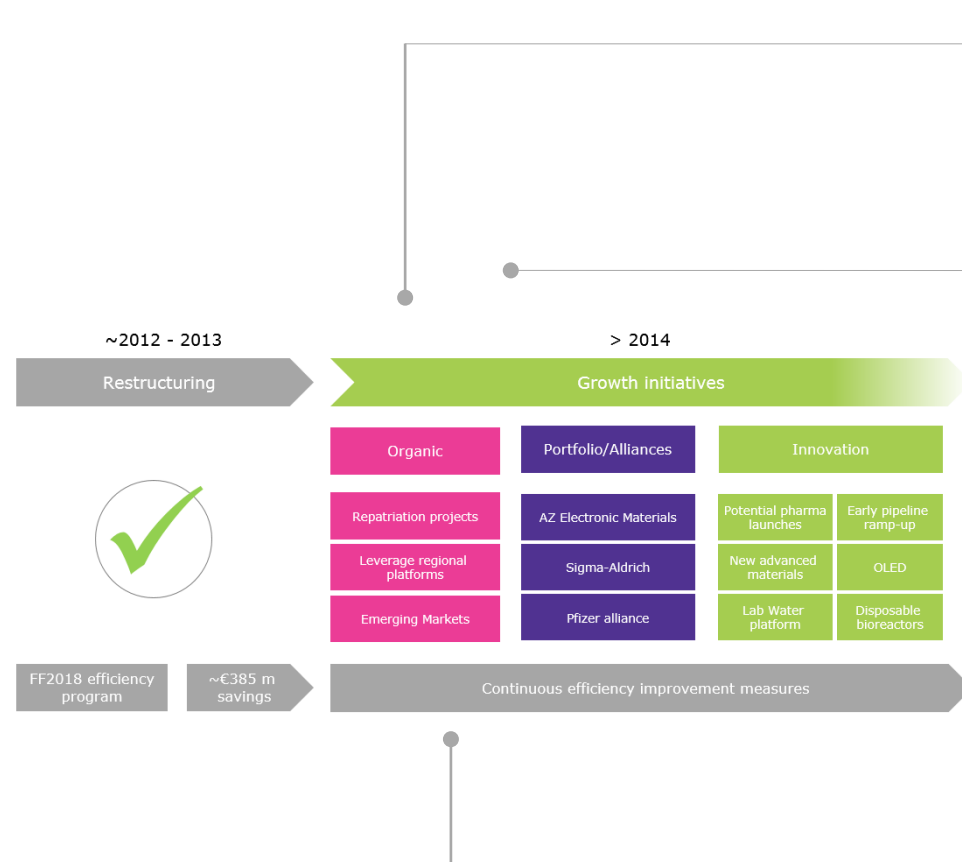 ~2012 - 2013
> 2014
Restructuring
Growth initiatives
Organic
Portfolio/Alliances
Innovation
Repatriation projects
AZ Electronic Materials
Potential pharma
launches
Early pipeline
ramp-up
Leverage regional
platforms
Sigma-Aldrich
New advanced
materials
OLED
Emerging Markets
Pfizer alliance
Lab Water
platform
Disposable
bioreactors
FF2018 efficiency
program
~€385 m
savings
Continuous efficiency improvement measures